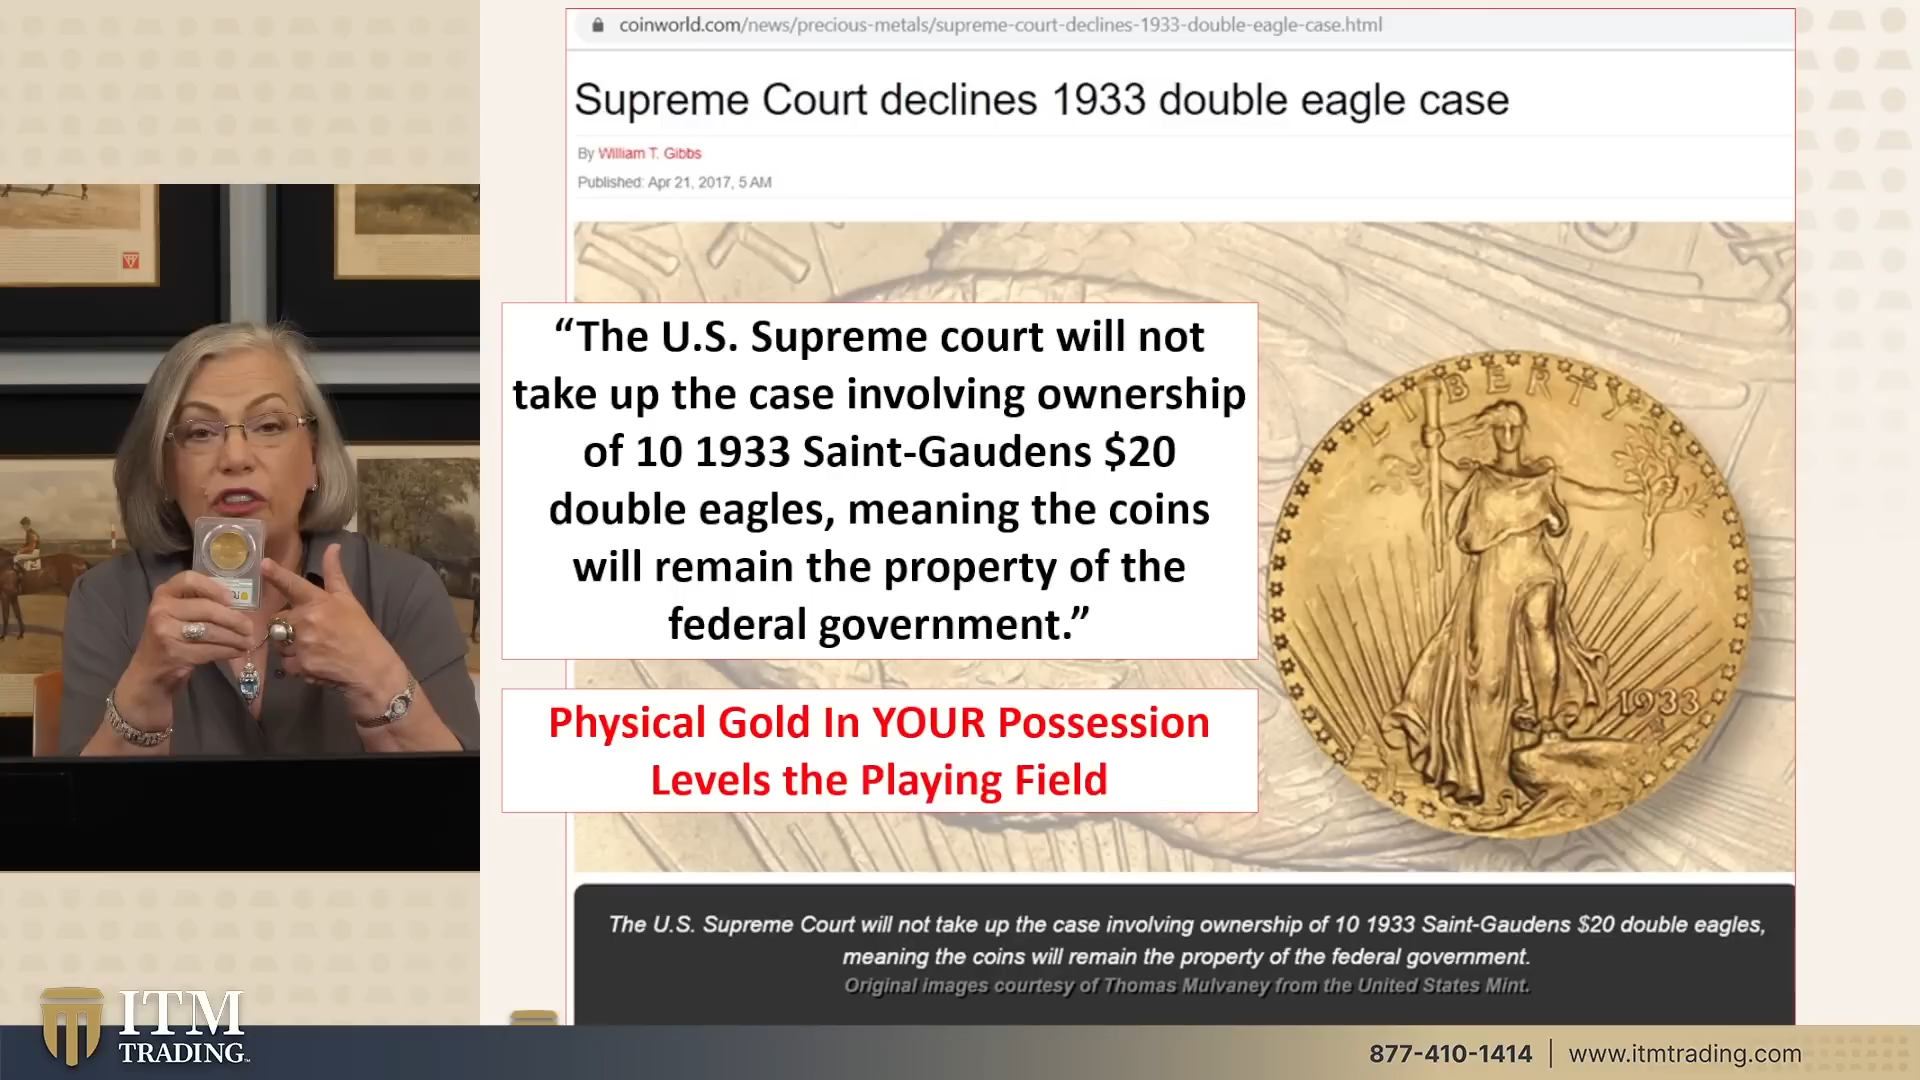 coinworld.com/news/precious-metals/supreme-court-declines-1933-double-eagle-case.html
Supreme Court declines 1933 double eagle case
By William T. Gibbs
Published: Apr 21, 2017, 5 AM
“The U.S. Supreme court will not
take up the case involving ownership
of 10 1933 Saint-Gaudens $20
double eagles, meaning the coins
will remain the property of the
federal government.”
LIBERTY
1933
Physical Gold In YOUR Possession
Levels the Playing Field
The U.S. Supreme Court will not take up the case involving ownership of 10 1933 Saint-Gaudens $20 double eagles,
meaning the coins will remain the property of the federal government.
Original images courtesy of Thomas Mulvaney from the United States Mint.
ITM
TRADING
877-410-1414 | www.itmtrading.com